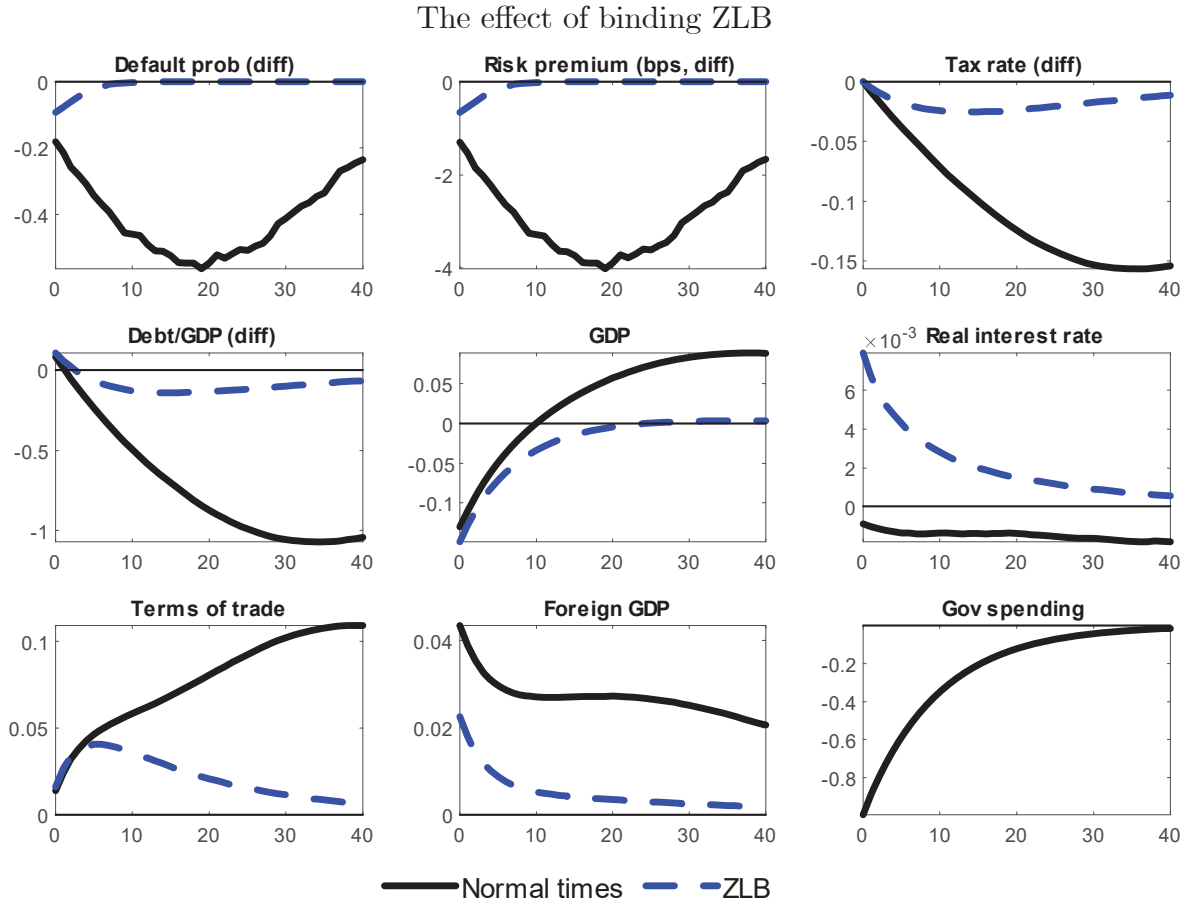 The effect of binding ZLB
Default prob (diff)
0
-0.2
-0.4
0 10 20 30 40
Risk premium (bps, diff)
0
-2
-4
0 10 20 30 40
Tax rate (diff)
0
-0.05
-0.1
-0.15
0 10 20 30 40
Debt/GDP (diff)
0
-0.5
-1
0 10 20 30 40
GDP
0.05
0
-0.05
-0.1
0 10 20 30 40
×10⁻³ Real interest rate
6
4
2
0
0 10 20 30 40
Terms of trade
0.1
0.05
0
0 10 20 30 40
Foreign GDP
0.04
0.02
0
0 10 20 30 40
Gov spending
-0.2
-0.4
-0.6
-0.8
0 10 20 30 40
Normal times ZLB